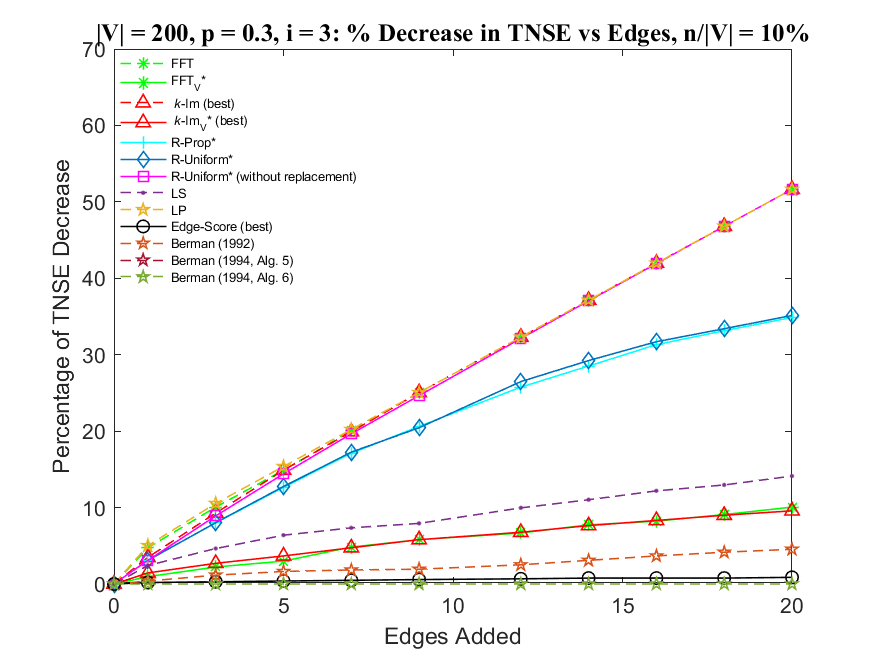 |V| = 200, p = 0.3, i = 3: % Decrease in TNSE vs Edges, n/|V| = 10%
70
60
50
40
30
20
10
0
Percentage of TNSE Decrease
FFT
FFTV*
k-lm (best)
k-lmV* (best)
R-Prop*
R-Uniform*
R-Uniform* (without replacement)
LS
LP
Edge-Score (best)
Berman (1992)
Berman (1994, Alg. 5)
Berman (1994, Alg. 6)
0 5 10 15 20
Edges Added